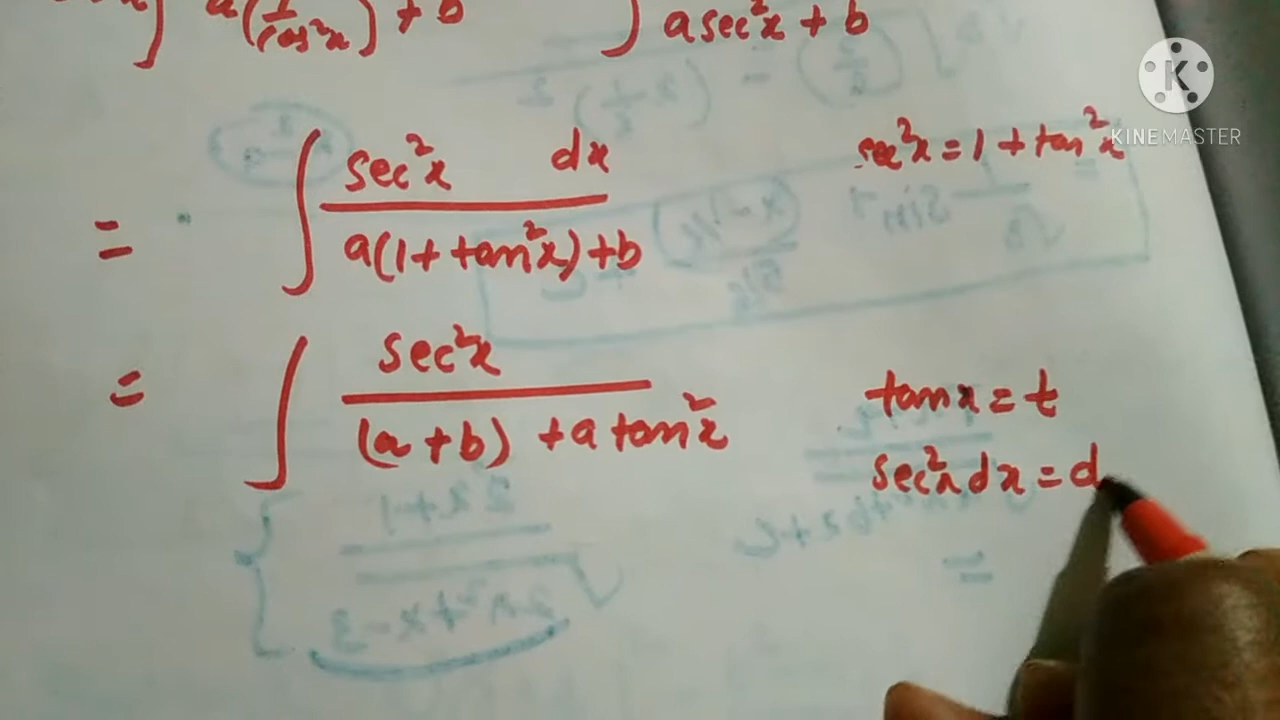 a(1/cos²x) + b ∫ a sec²x + b
= ∫ sec²x dx / a(1 + tan²x) + b
sec²x = 1 + tan²x
KINEMASTER
= ∫ sec²x / (a + b) + a tan²x
tan x = t
sec²x dx = d